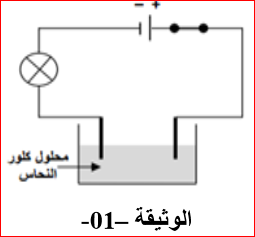 – +
محلول كلور
النحاس
الوثيقة –01-